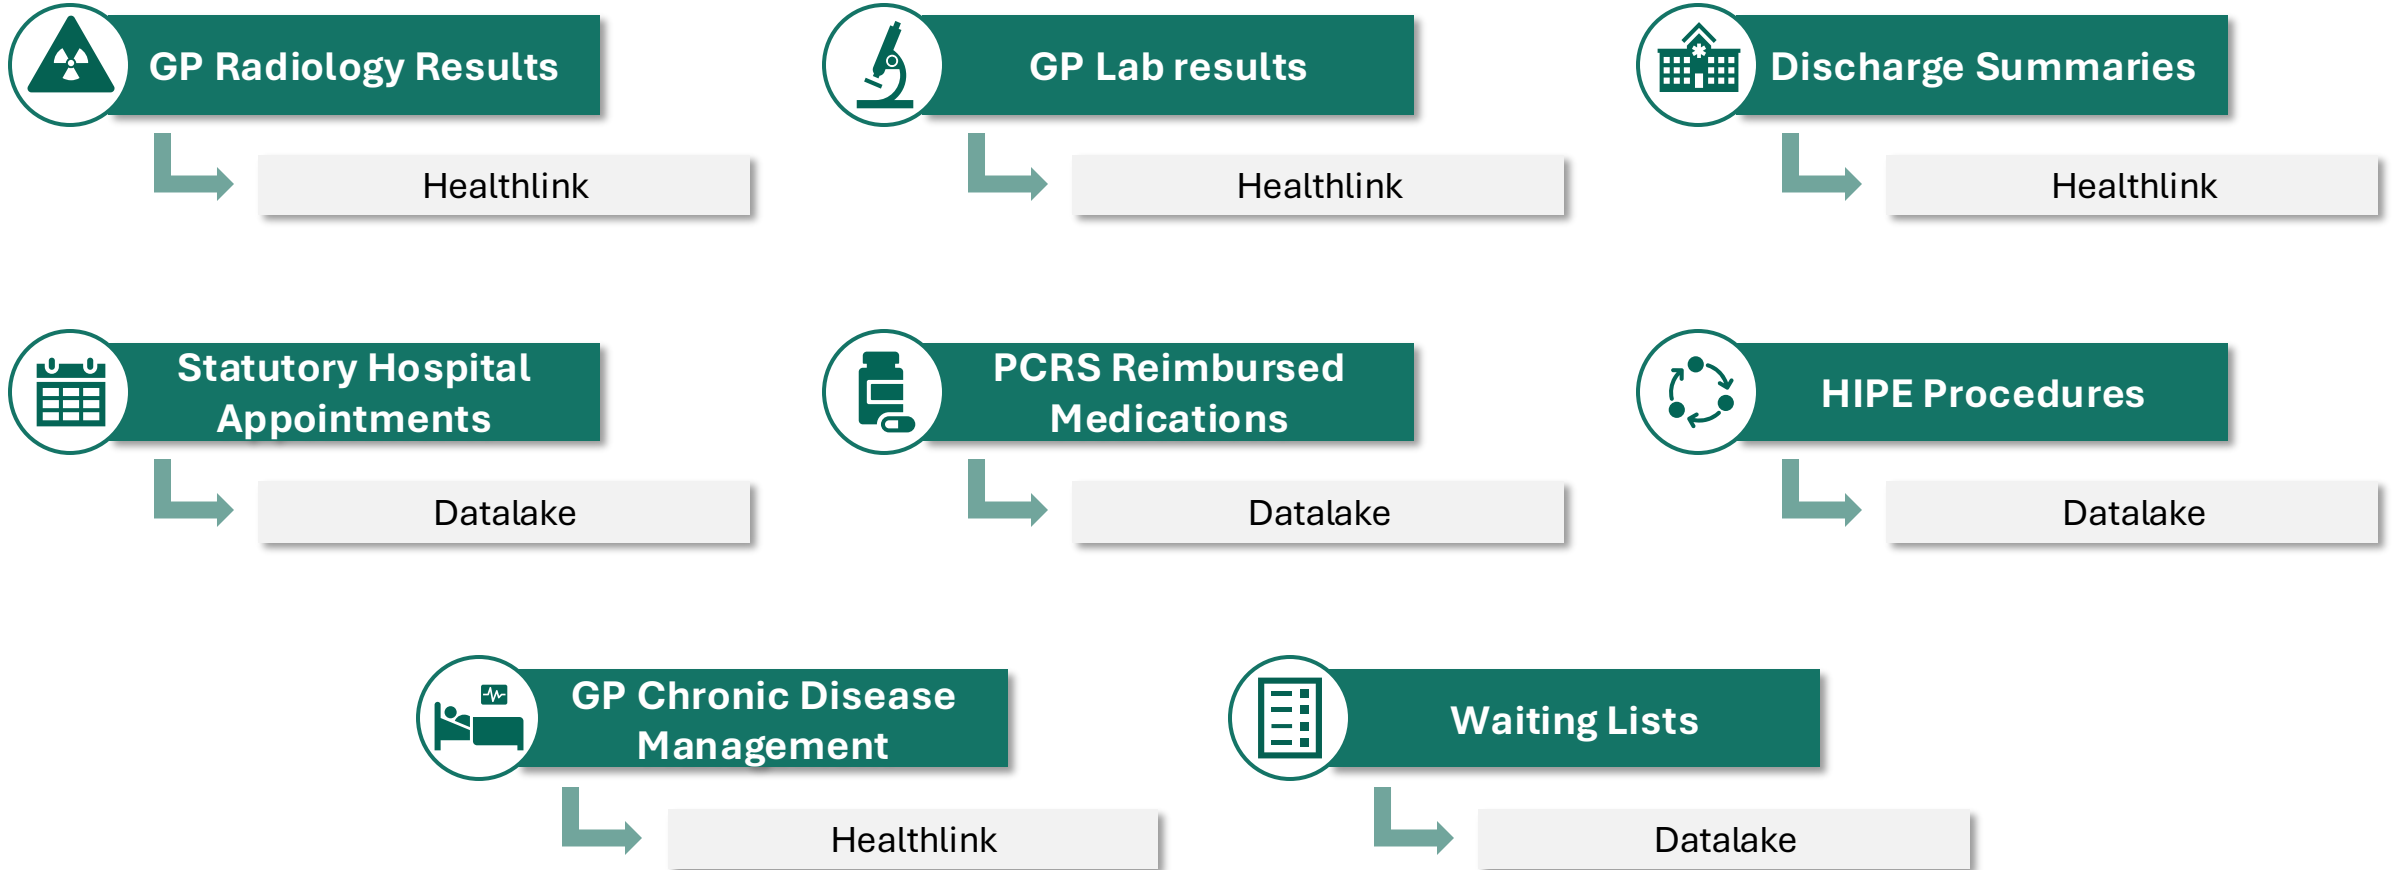 GP Radiology Results
GP Lab results
Discharge Summaries
Healthlink
Healthlink
Healthlink
Statutory Hospital
Appointments
PCRS Reimbursed
Medications
HIPE Procedures
Datalake
Datalake
Datalake
GP Chronic Disease
Management
Waiting Lists
Healthlink
Datalake